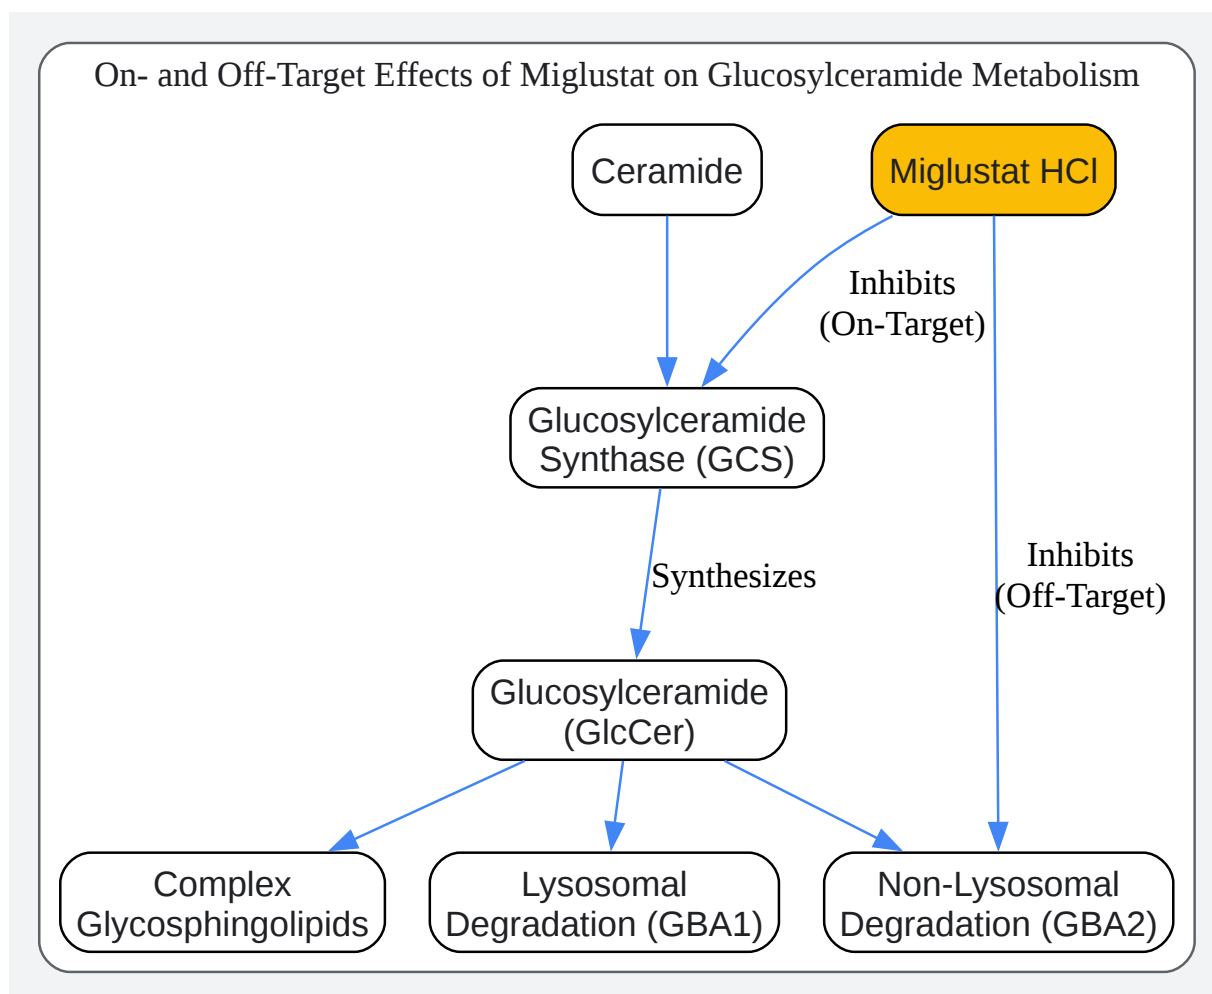 On- and Off-Target Effects of Miglustat on Glucosylceramide Metabolism
Ceramide
Miglustat HCl
Inhibits
(On-Target)
Glucosylceramide
Synthase (GCS)
Synthesizes
Inhibits
(Off-Target)
Glucosylceramide
(GlcCer)
Complex
Glycosphingolipids
Lysosomal
Degradation (GBA1)
Non-Lysosomal
Degradation (GBA2)